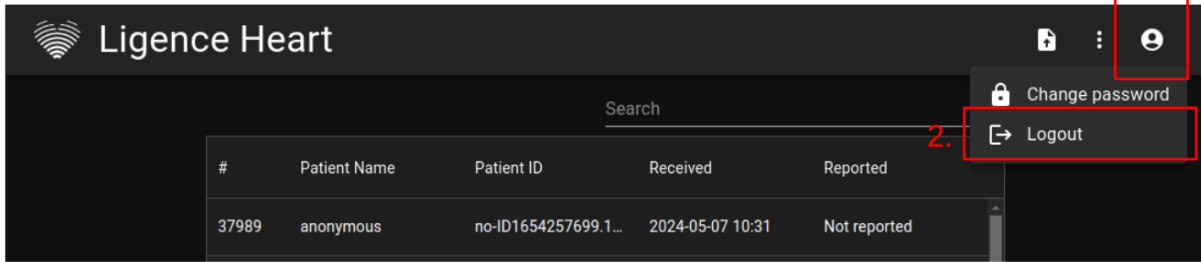 Ligence Heart
Change password
Search
2. Logout
# Patient Name Patient ID Received Reported
37989 anonymous no-ID1654257699.1... 2024-05-07 10:31 Not reported